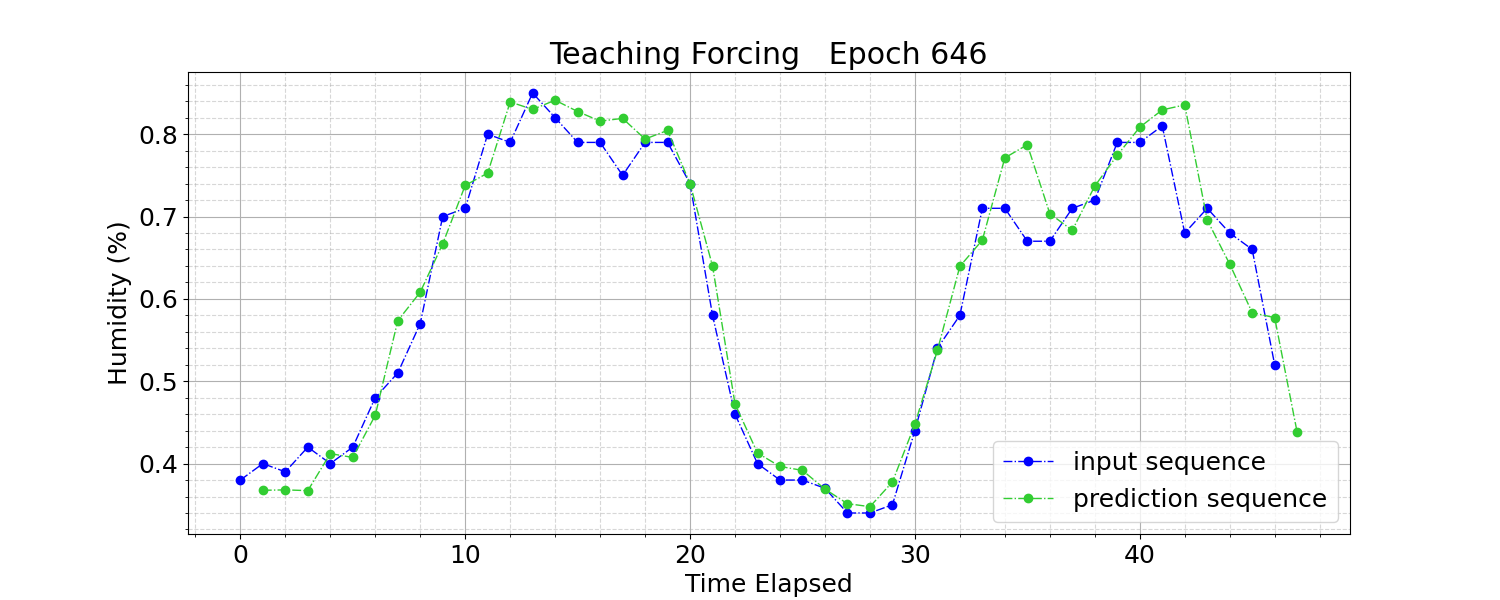 Teaching Forcing   Epoch 646
Humidity (%)
0.8
0.7
0.6
0.5
0.4
0 10 20 30 40
Time Elapsed
input sequence
prediction sequence